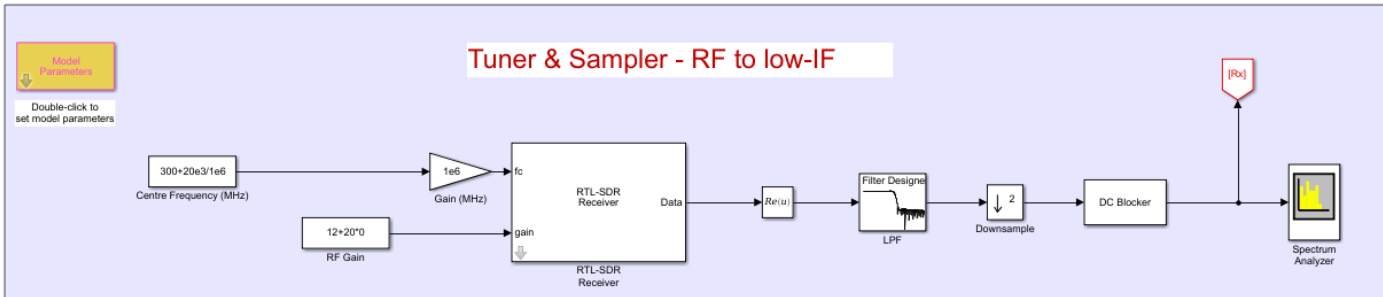 Tuner & Sampler - RF to low-IF
Model
Parameters
Double-click to
set model parameters
[Rx]
300+20e3/1e6
Centre Frequency (MHz)
1e6
Gain (MHz)
12+20*0
RF Gain
fc
gain
RTL-SDR
Receiver
Data
RTL-SDR
Receiver
Re(u)
Filter Designe
LPF
2
Downsample
DC Blocker
Spectrum
Analyzer